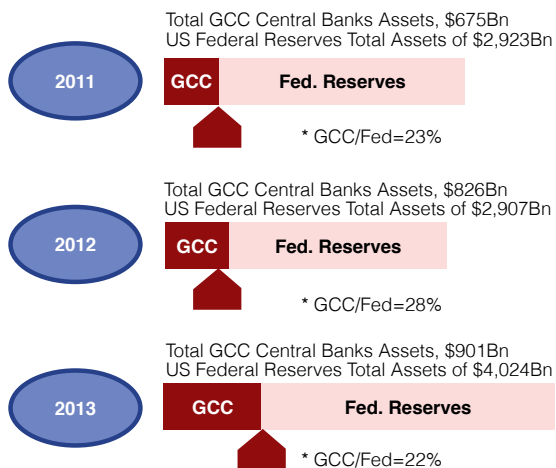 Total GCC Central Banks Assets, $675Bn
US Federal Reserves Total Assets of $2,923Bn
2011
GCC
Fed. Reserves
* GCC/Fed=23%
Total GCC Central Banks Assets, $826Bn
US Federal Reserves Total Assets of $2,907Bn
2012
GCC
Fed. Reserves
* GCC/Fed=28%
Total GCC Central Banks Assets, $901Bn
US Federal Reserves Total Assets of $4,024Bn
2013
GCC
Fed. Reserves
* GCC/Fed=22%